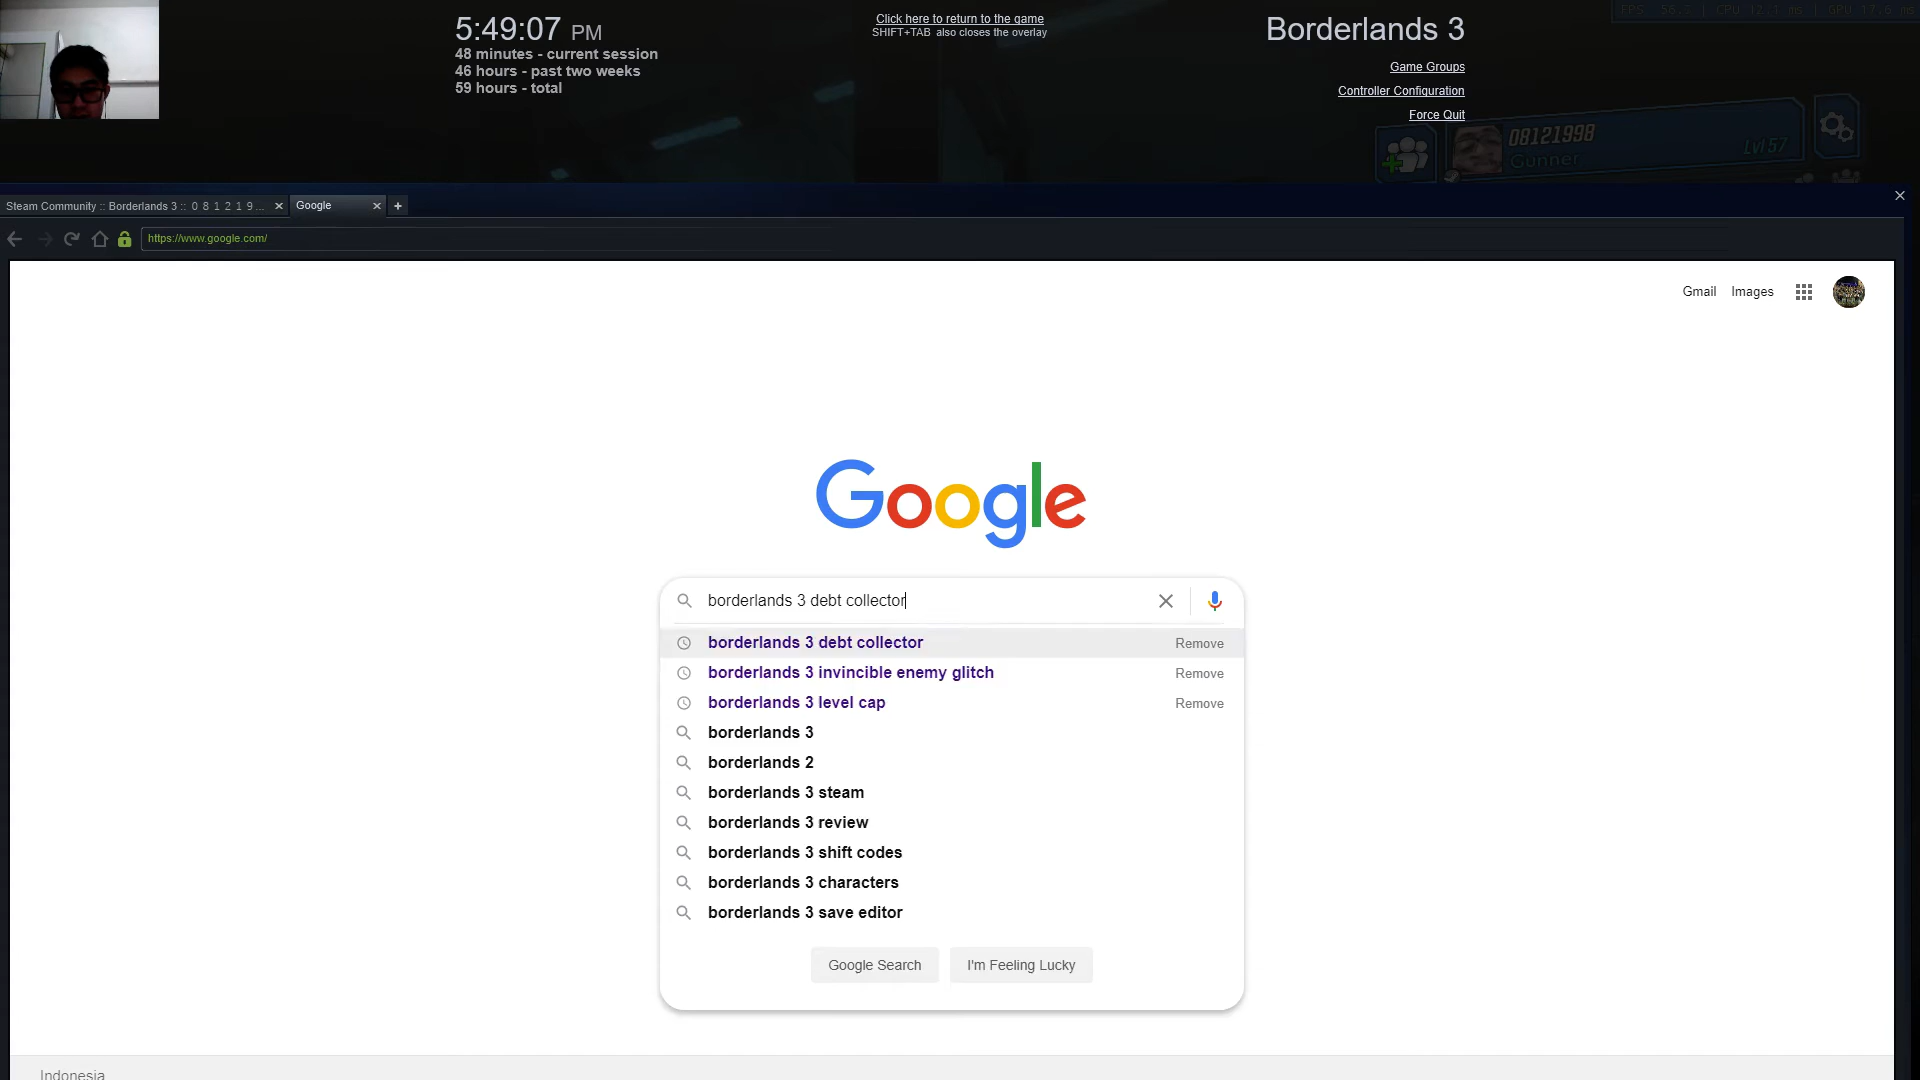 5:49:07 PM
48 minutes - current session
46 hours - past two weeks
59 hours - total
Click here to return to the game
SHIFT+TAB also closes the overlay
Borderlands 3
Game Groups
Controller Configuration
Force Quit
08121998
Gunner
Lvl 57
Steam Community :: Borderlands 3 :: 0 8 1 2 1 9 ...
Google
https://www.google.com/
Gmail
Images
Google
borderlands 3 debt collector
borderlands 3 debt collector Remove
borderlands 3 invincible enemy glitch Remove
borderlands 3 level cap Remove
borderlands 3
borderlands 2
borderlands 3 steam
borderlands 3 review
borderlands 3 shift codes
borderlands 3 characters
borderlands 3 save editor
Google Search
I'm Feeling Lucky
Indonesia